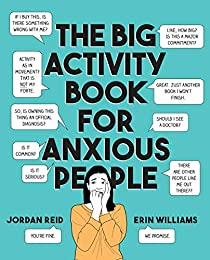 IF I BUY THIS, IS THERE
SOMETHING WRONG
WITH ME?
LIKE, HOW BIG?
IS THIS A MAJOR
COMMITMENT?
ACTIVITY
AS IN
MOVEMENT?
THAT IS
NOT MY
FORTE.
GREAT. JUST ANOTHER
BOOK I WON'T
FINISH.
SO, IS OWNING THIS
THING AN OFFICIAL
DIAGNOSIS?
SHOULD I SEE
A DOCTOR?
IS IT
COMMON?
IS IT
SERIOUS?
THERE ARE
OTHER PEOPLE
LIKE ME
OUT THERE??
THE BIG
ACTIVITY
BOOK
FOR
ANXIOUS
PEOPLE
JORDAN REID
ERIN WILLIAMS
YOU'RE FINE.
WE PROMISE.